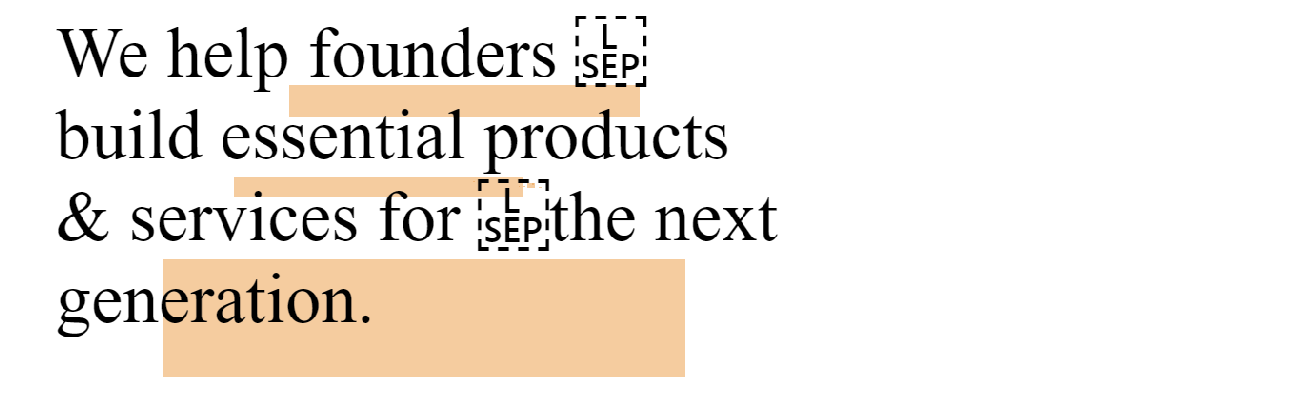 We help founders L SEP
build essential products
& services for L SEP the next
generation.